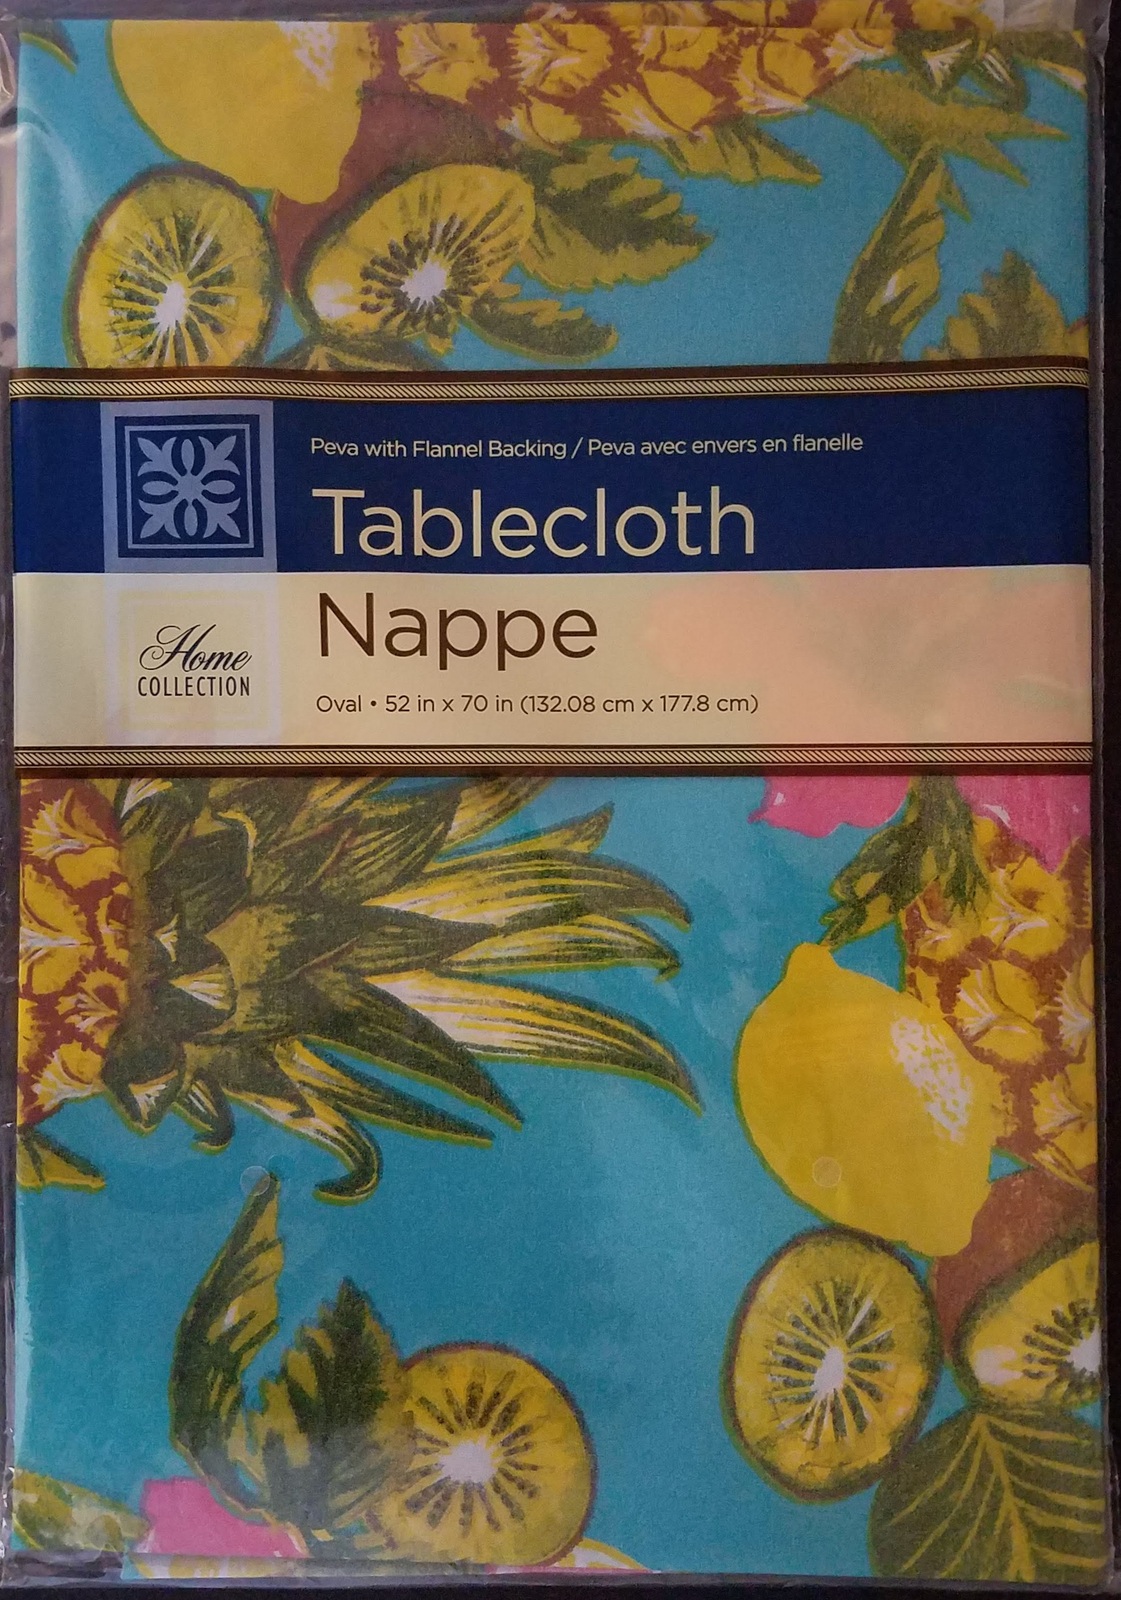 Peva with Flannel Backing / Peva avec envers en flanelle
Tablecloth
Nappe
Home
COLLECTION
Oval • 52 in x 70 in (132.08 cm x 177.8 cm)